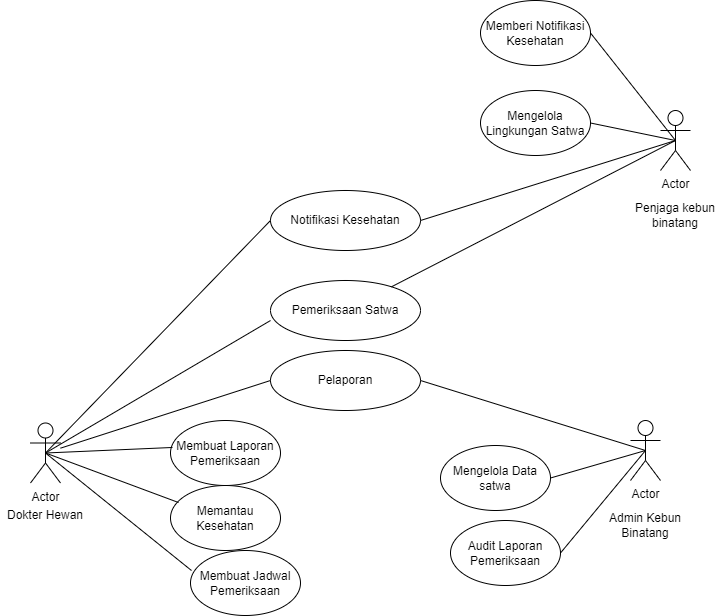 Memberi Notifikasi
Kesehatan
Mengelola
Lingkungan Satwa
Actor
Penjaga kebun
binatang
Notifikasi Kesehatan
Pemeriksaan Satwa
Pelaporan
Membuat Laporan
Pemeriksaan
Actor
Dokter Hewan
Memantau
Kesehatan
Membuat Jadwal
Pemeriksaan
Mengelola Data
satwa
Actor
Admin Kebun
Binatang
Audit Laporan
Pemeriksaan